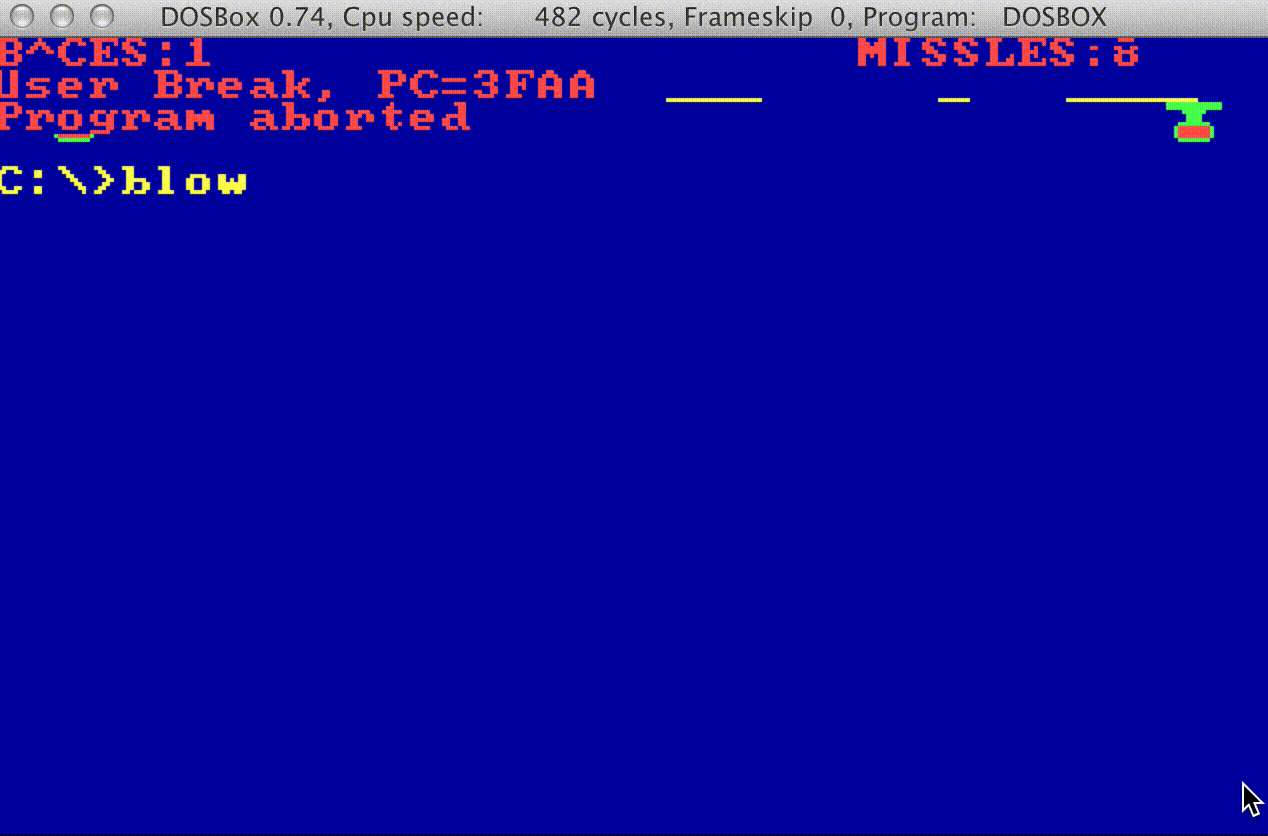 DOSBox 0.74, Cpu speed: 482 cycles, Frameskip 0, Program: DOSBOX
B^CES:1 MISSLES:8
User Break, PC=3FAA
Program aborted
C:\>blow